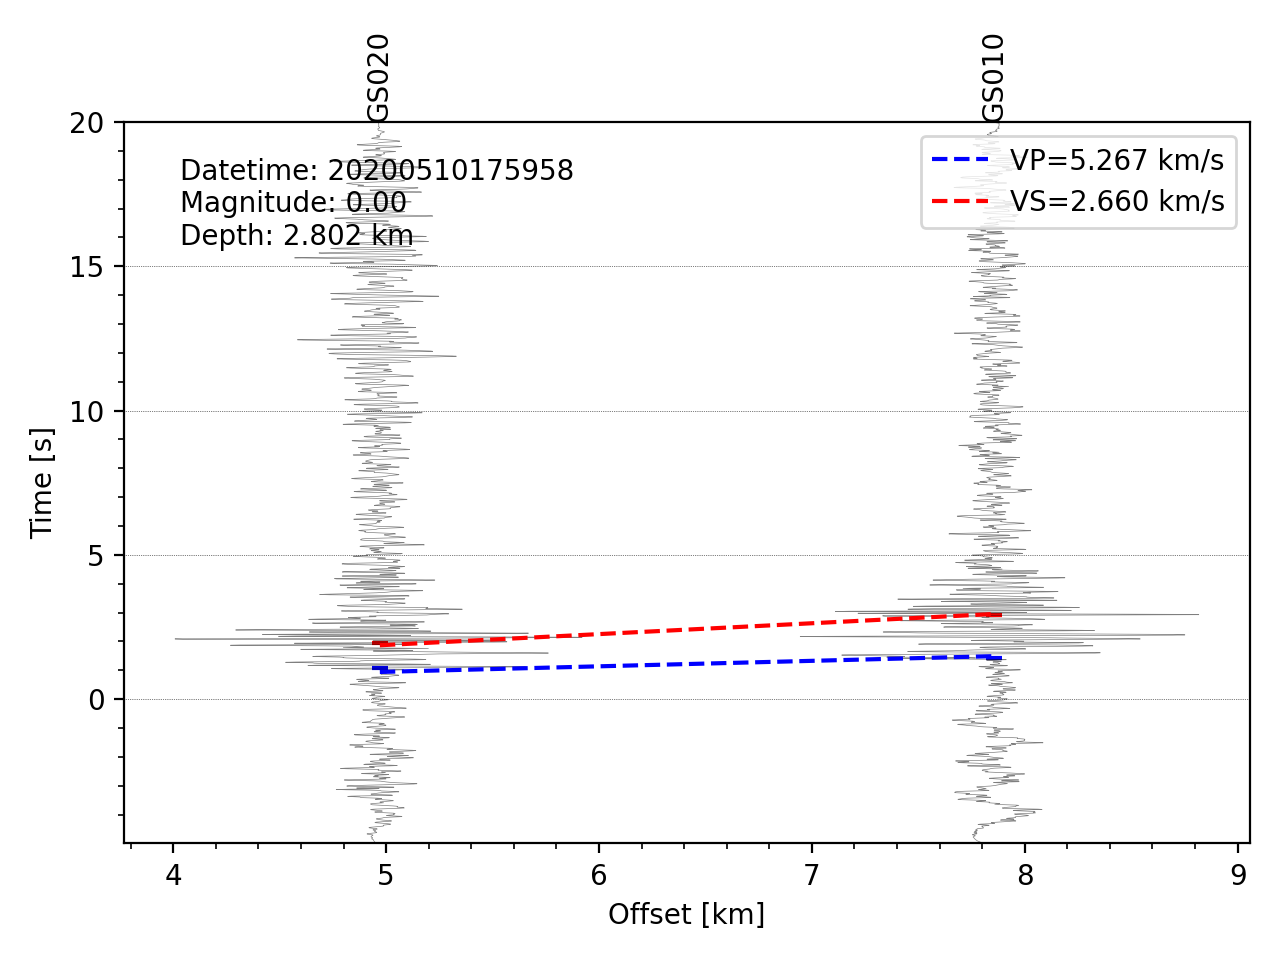 GS020
GS010
Datetime: 20200510175958
Magnitude: 0.00
Depth: 2.802 km
VP=5.267 km/s
VS=2.660 km/s
20
15
10
5
0
Time [s]
4 5 6 7 8 9
Offset [km]